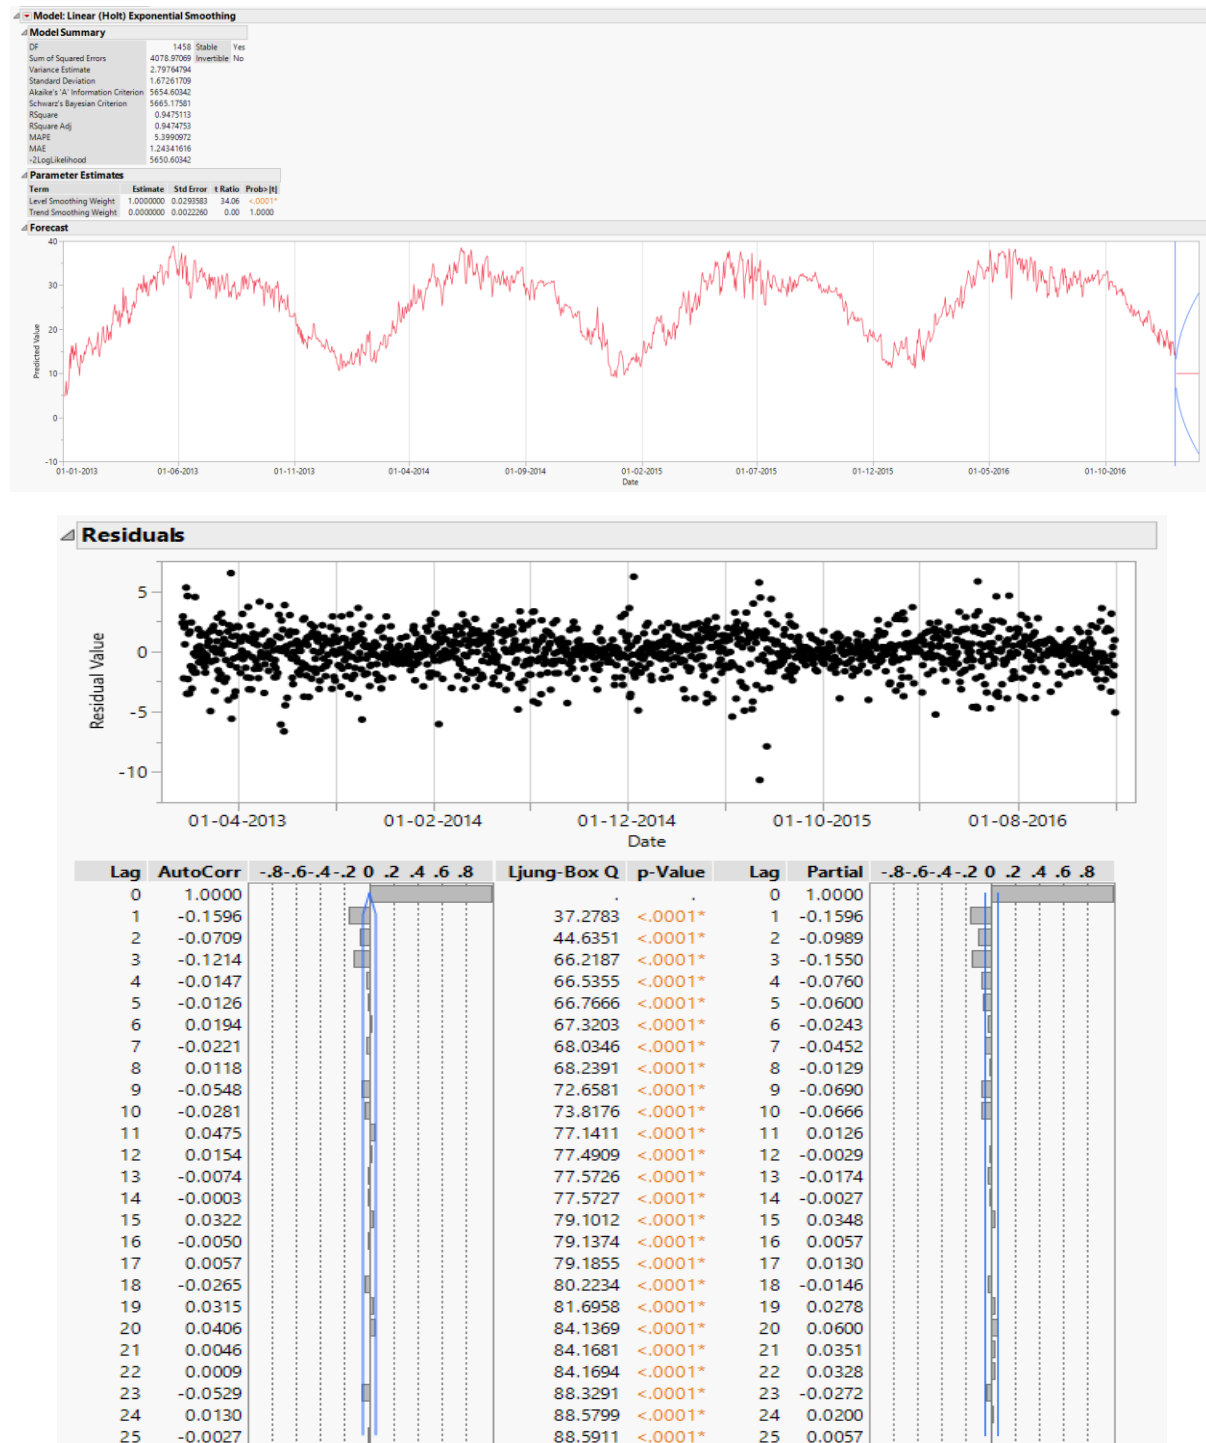 Model: Linear (Holt) Exponential Smoothing
Model Summary
DF 1458 Stable Yes
Sum of Squared Errors 4078.97069 Invertible No
Variance Estimate 2.79764794
Standard Deviation 1.67261709
Akaike's 'A' Information Criterion 5654.60342
Schwarz's Bayesian Criterion 5665.17581
RSquare 0.9475113
RSquare Adj 0.9474753
MAPE 5.3990972
MAE 1.24341616
-2LogLikelihood 5650.60342
Parameter Estimates
Term Estimate Std Error t Ratio Prob>|t|
Level Smoothing Weight 1.0000000 0.0293583 34.06 <.0001*
Trend Smoothing Weight 0.0000000 0.0022260 0.00 1.0000
Forecast
40
30
20
10
0
-10
Predicted Value
01-01-2013 01-06-2013 01-11-2013 01-04-2014 01-09-2014 01-02-2015 01-07-2015 01-12-2015 01-05-2016 01-10-2016
Date
Residuals
5
0
-5
-10
Residual Value
01-04-2013 01-02-2014 01-12-2014 01-10-2015 01-08-2016
Date
Lag AutoCorr -.8-.6-.4-.2 0 .2 .4 .6 .8 Ljung-Box Q p-Value Lag Partial -.8-.6-.4-.2 0 .2 .4 .6 .8
0 1.0000 . . 0 1.0000
1 -0.1596 37.2783 <.0001* 1 -0.1596
2 -0.0709 44.6351 <.0001* 2 -0.0989
3 -0.1214 66.2187 <.0001* 3 -0.1550
4 -0.0147 66.5355 <.0001* 4 -0.0760
5 -0.0126 66.7666 <.0001* 5 -0.0600
6 0.0194 67.3203 <.0001* 6 -0.0243
7 -0.0221 68.0346 <.0001* 7 -0.0452
8 0.0118 68.2391 <.0001* 8 -0.0129
9 -0.0548 72.6581 <.0001* 9 -0.0690
10 -0.0281 73.8176 <.0001* 10 -0.0666
11 0.0475 77.1411 <.0001* 11 0.0126
12 0.0154 77.4909 <.0001* 12 -0.0029
13 -0.0074 77.5726 <.0001* 13 -0.0174
14 -0.0003 77.5727 <.0001* 14 -0.0027
15 0.0322 79.1012 <.0001* 15 0.0348
16 -0.0050 79.1374 <.0001* 16 0.0057
17 0.0057 79.1855 <.0001* 17 0.0130
18 -0.0265 80.2234 <.0001* 18 -0.0146
19 0.0315 81.6958 <.0001* 19 0.0278
20 0.0406 84.1369 <.0001* 20 0.0600
21 0.0046 84.1681 <.0001* 21 0.0351
22 0.0009 84.1694 <.0001* 22 0.0328
23 -0.0529 88.3291 <.0001* 23 -0.0272
24 0.0130 88.5799 <.0001* 24 0.0200
25 -0.0027 88.5911 <.0001* 25 0.0057